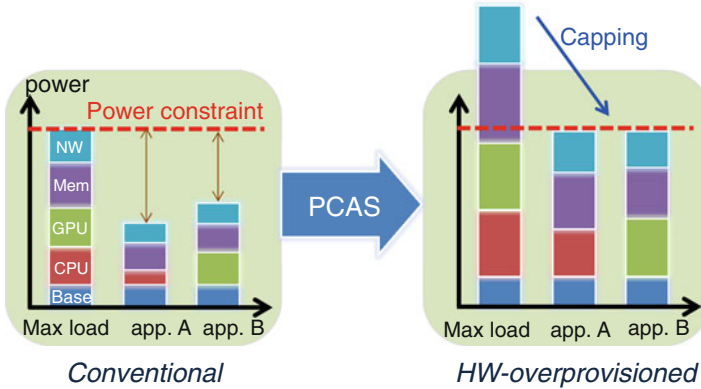 power
Power constraint
NW
Mem
GPU
CPU
Base
Max load
app. A
app. B
Conventional
PCAS
Capping
Max load
app. A
app. B
HW-overprovisioned